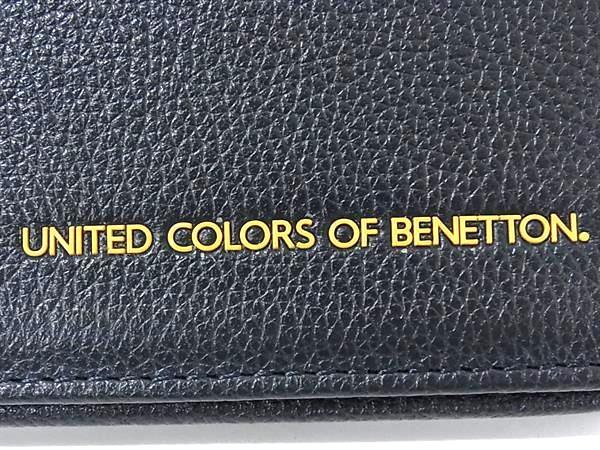 UNITED COLORS OF BENETTON.